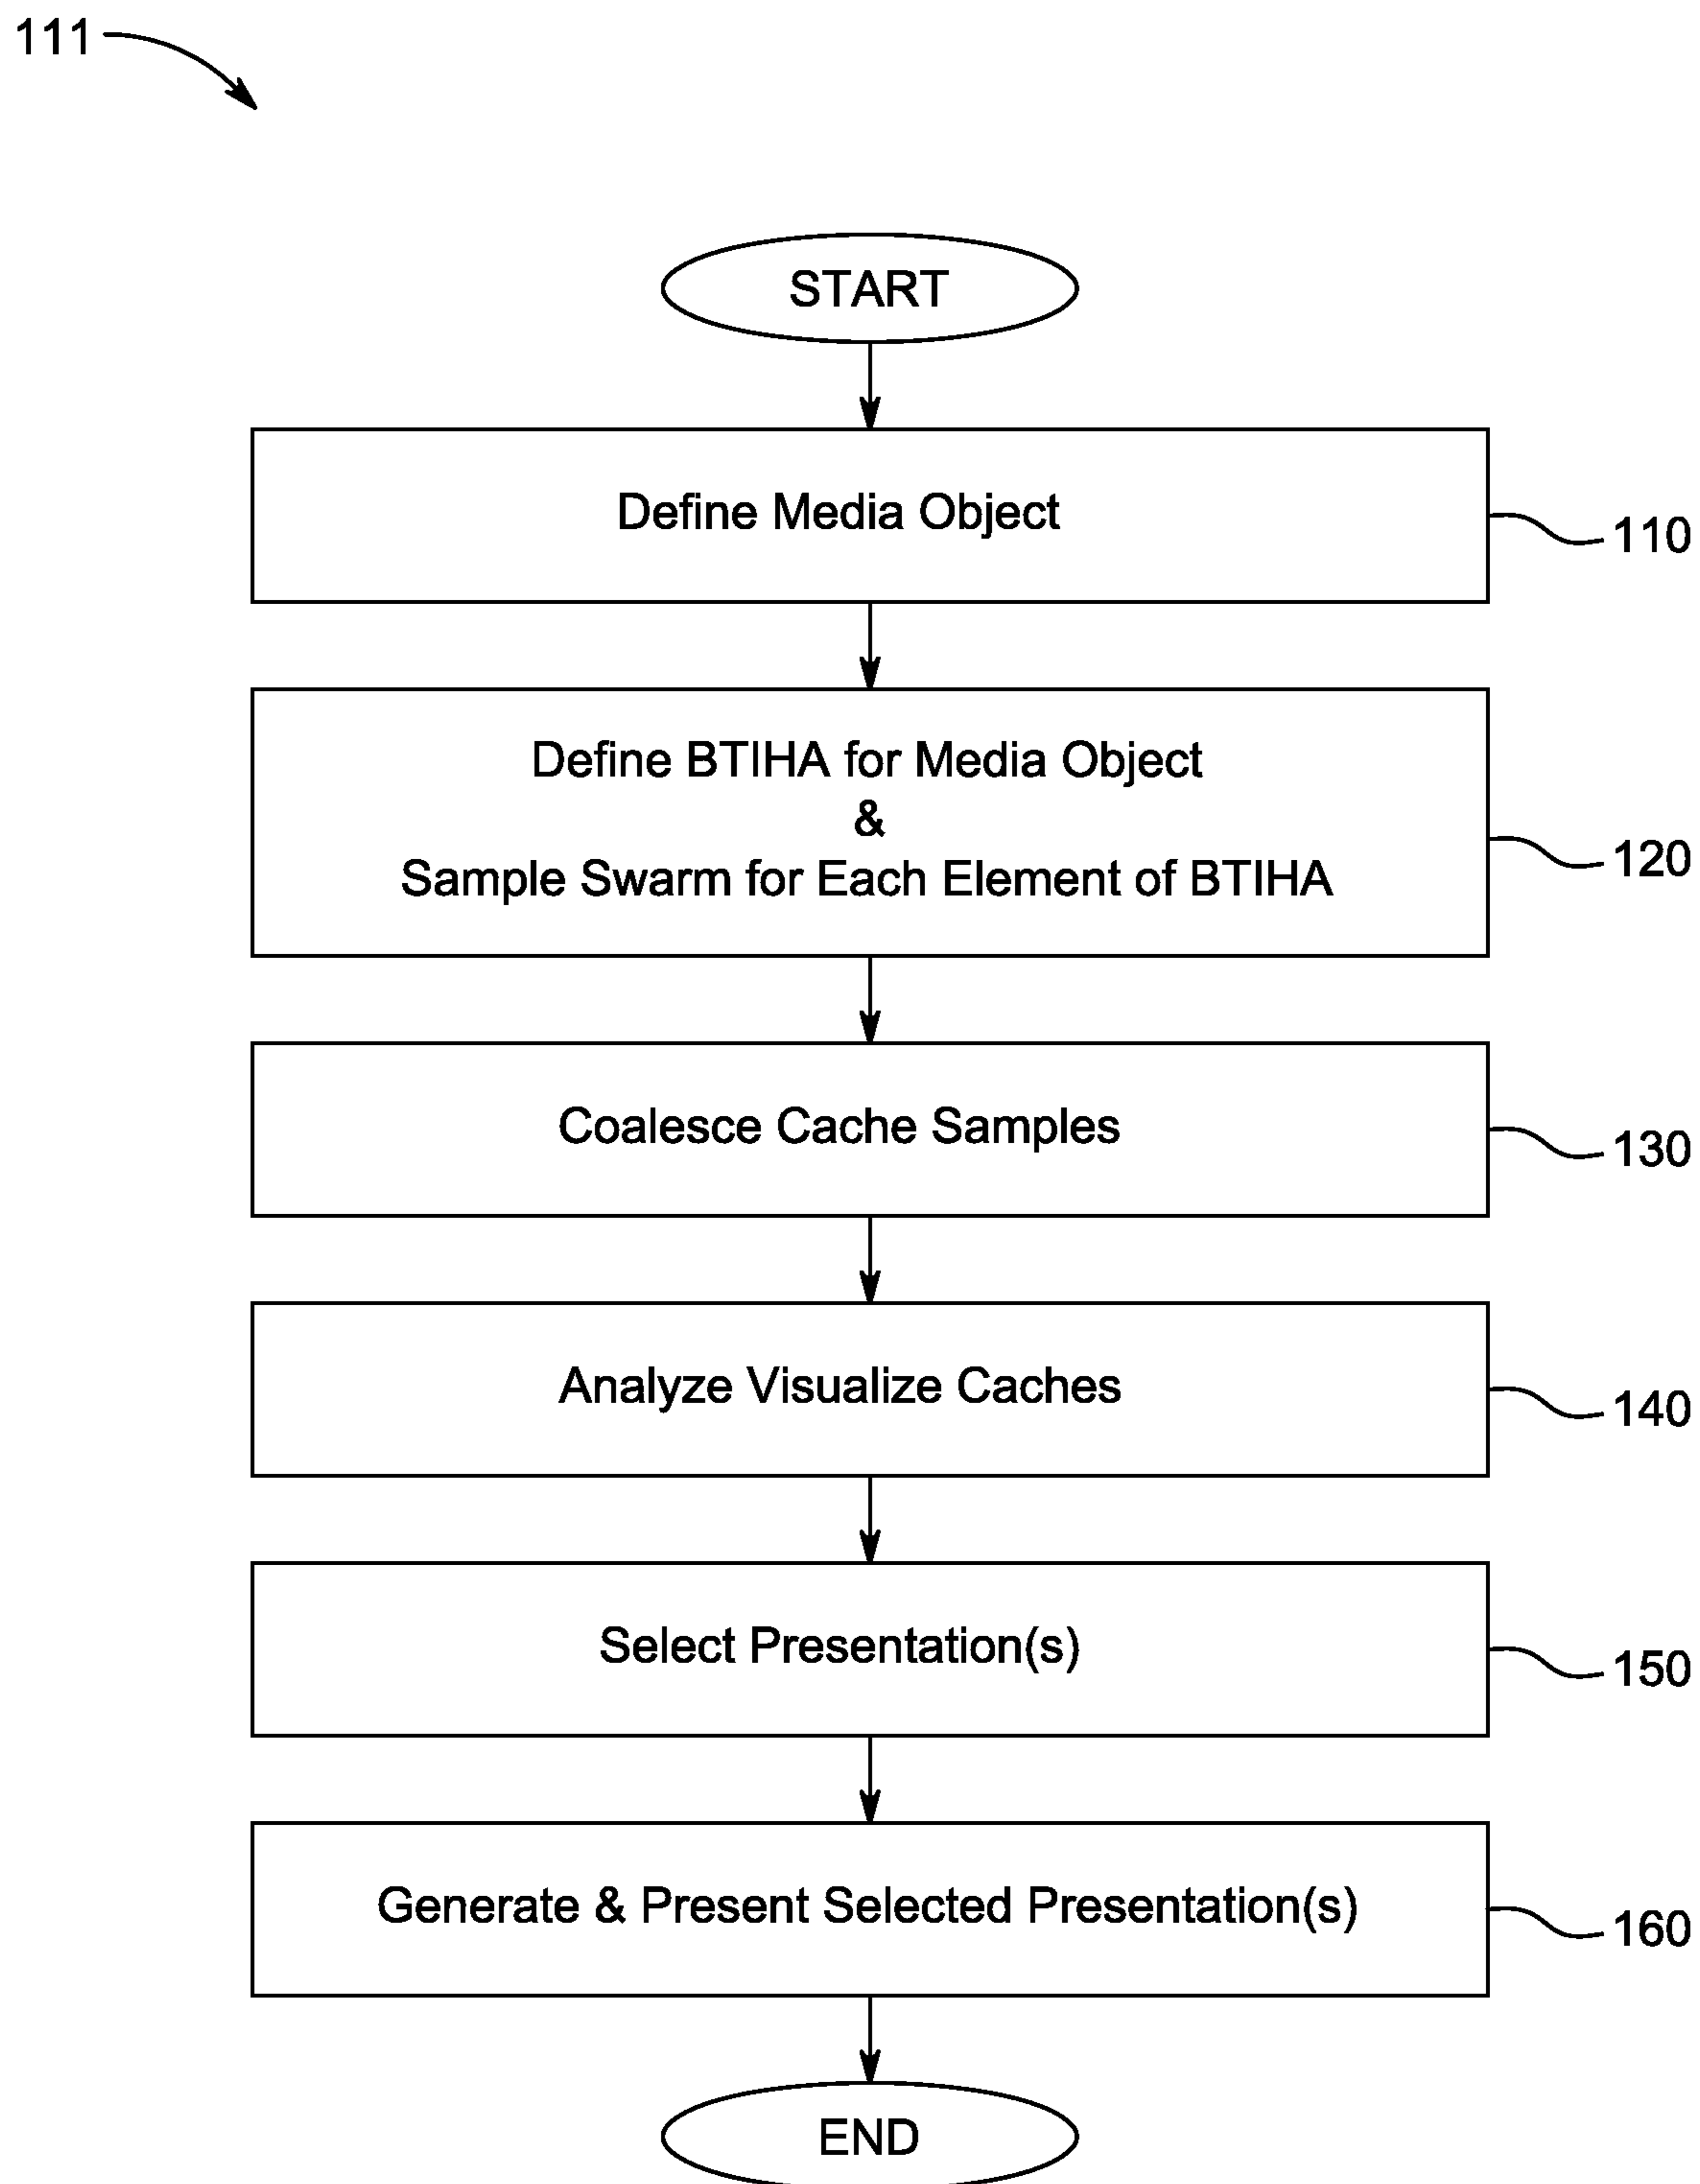 111
START
Define Media Object
110
Define BTIHA for Media Object
&
Sample Swarm for Each Element of BTIHA
120
Coalesce Cache Samples
130
Analyze Visualize Caches
140
Select Presentation(s)
150
Generate & Present Selected Presentation(s)
160
END